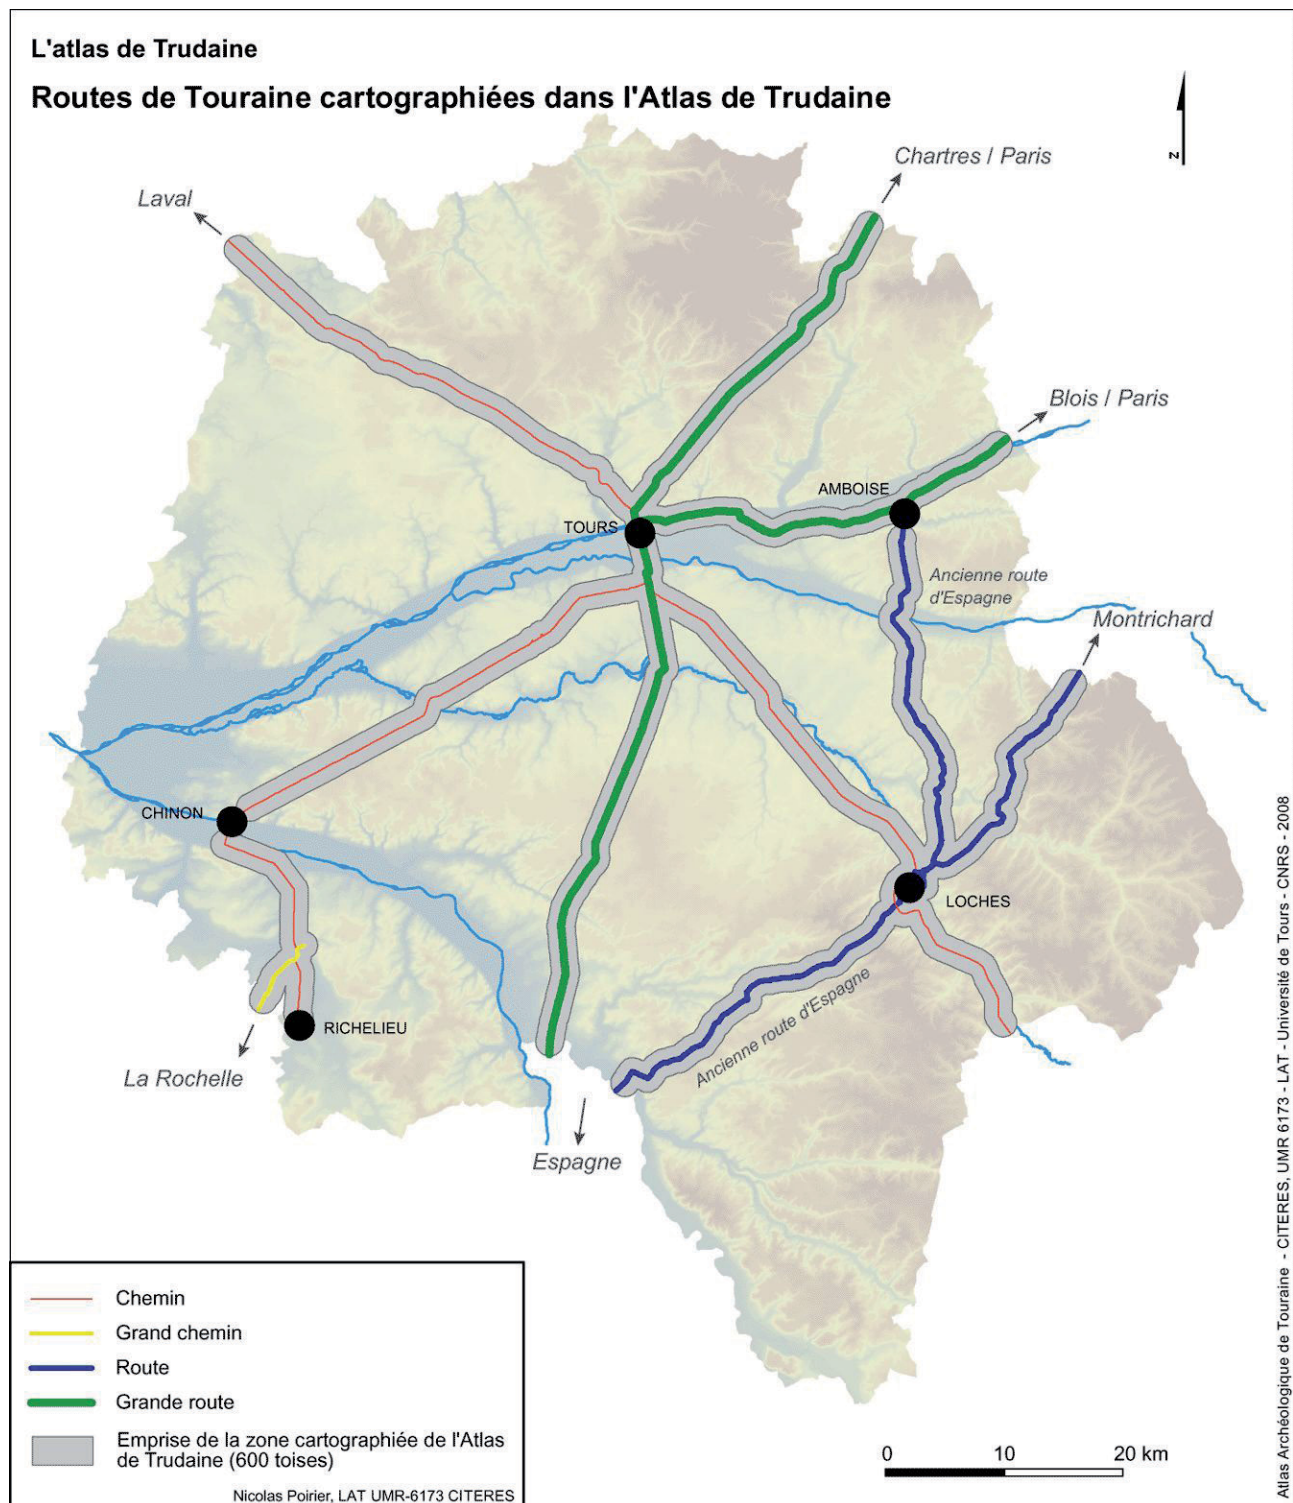 L'atlas de Trudaine
Routes de Touraine cartographiées dans l'Atlas de Trudaine
N
Chartres / Paris
Laval
Blois / Paris
AMBOISE
TOURS
Ancienne route
d'Espagne
Montrichard
CHINON
LOCHES
Ancienne route d'Espagne
RICHELIEU
La Rochelle
Espagne
Chemin
Grand chemin
Route
Grande route
Emprise de la zone cartographiée de l'Atlas
de Trudaine (600 toises)
Nicolas Poirier, LAT UMR-6173 CITERES
0 10 20 km
Atlas Archéologique de Touraine - CITERES, UMR 6173 - LAT - Université de Tours - CNRS - 2008